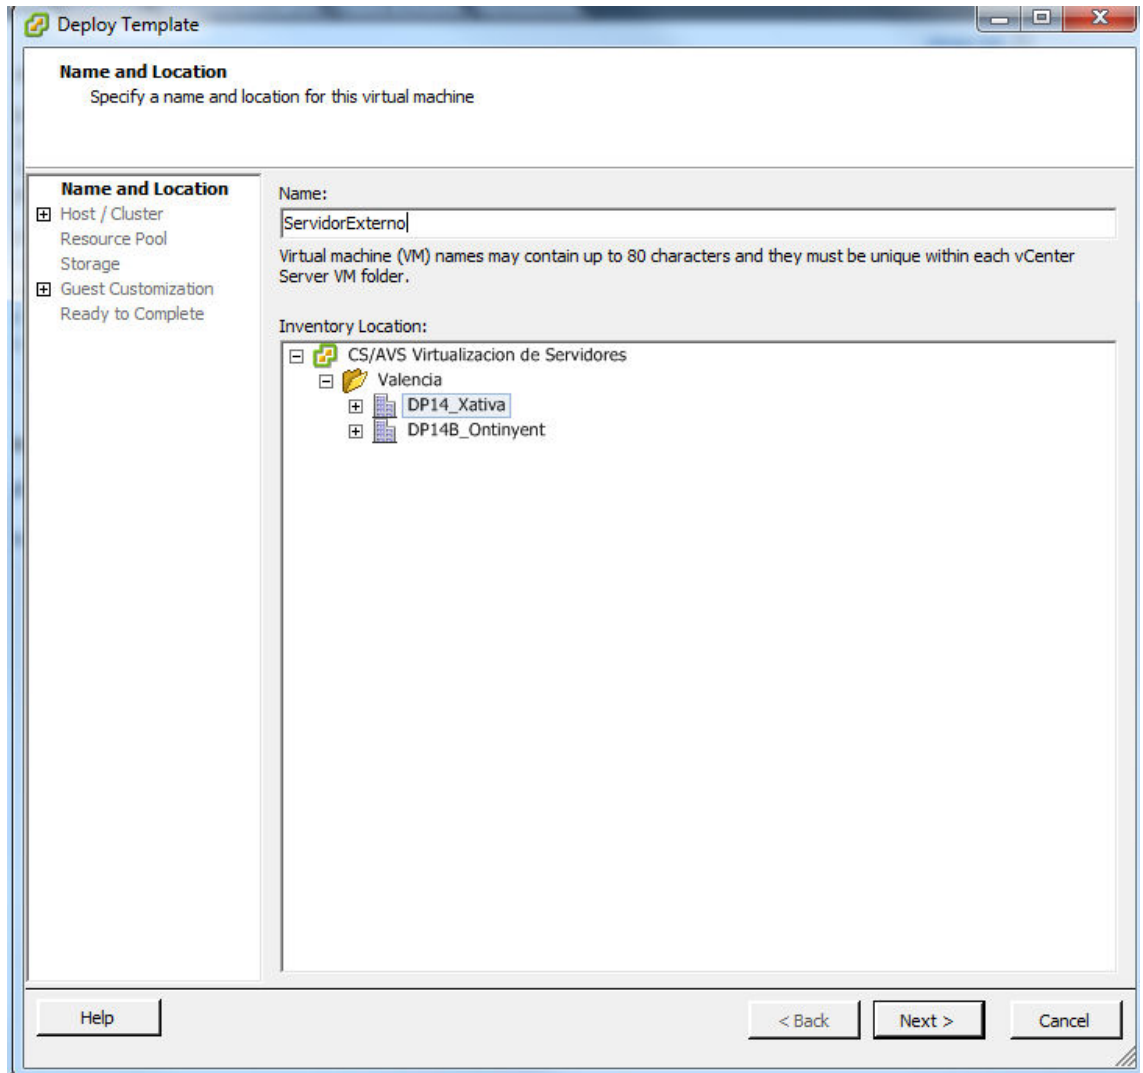 Deploy Template
Name and Location
Specify a name and location for this virtual machine
Name and Location
Host / Cluster
Resource Pool
Storage
Guest Customization
Ready to Complete
Name:
ServidorExterno
Virtual machine (VM) names may contain up to 80 characters and they must be unique within each vCenter
Server VM folder.
Inventory Location:
CS/AVS Virtualizacion de Servidores
Valencia
DP14_Xativa
DP14B_Ontinyent
Help
< Back
Next >
Cancel